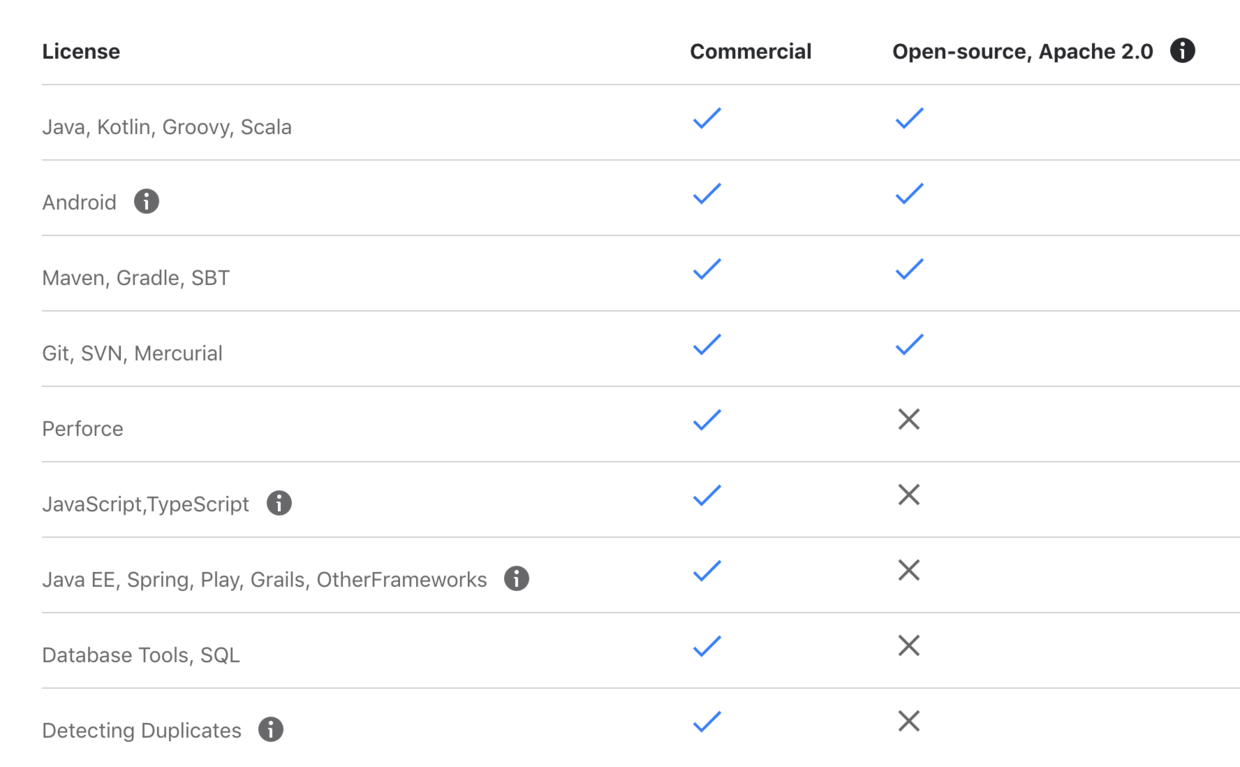 License Commercial Open-source, Apache 2.0
Java, Kotlin, Groovy, Scala
Android
Maven, Gradle, SBT
Git, SVN, Mercurial
Perforce
JavaScript,TypeScript
Java EE, Spring, Play, Grails, OtherFrameworks
Database Tools, SQL
Detecting Duplicates